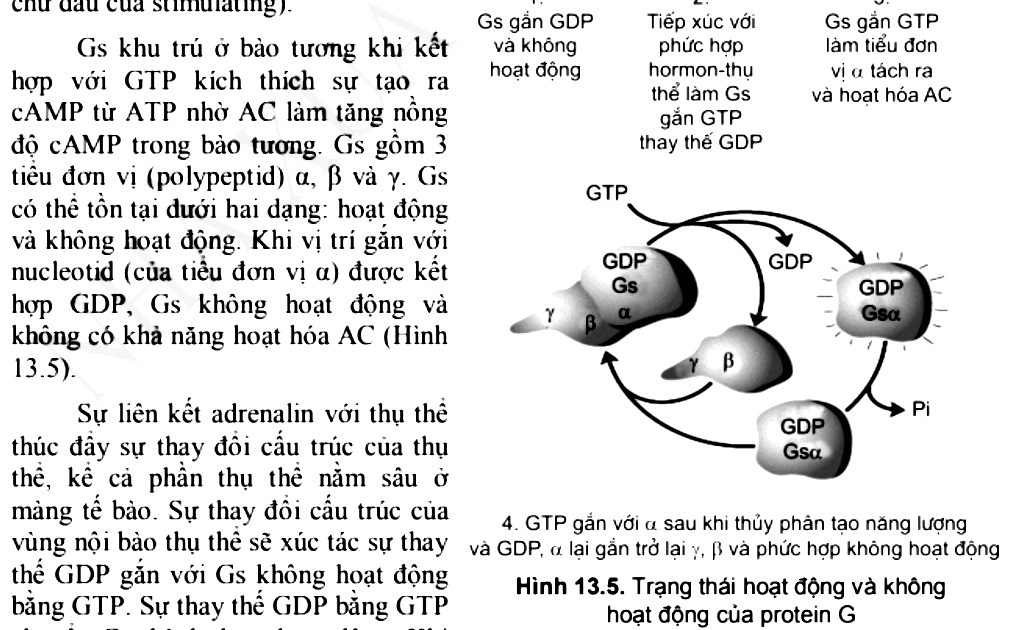 chữ đầu của stimulating).
Gs khu trú ở bào tương khi kết
hợp với GTP kích thích sự tạo ra
cAMP từ ATP nhờ AC làm tăng nồng
độ cAMP trong bào tương. Gs gồm 3
tiểu đơn vị (polypeptid) α, β và γ. Gs
có thể tồn tại dưới hai dạng: hoạt động
và không hoạt động. Khi vị trí gắn với
nucleotid (của tiểu đơn vị α) được kết
hợp GDP, Gs không hoạt động và
không có khả năng hoạt hóa AC (Hình
13.5).
Sự liên kết adrenalin với thụ thể
thúc đẩy sự thay đổi cấu trúc của thụ
thể, kể cả phần thụ thể nằm sâu ở
màng tế bào. Sự thay đổi cấu trúc của
vùng nội bào thụ thể sẽ xúc tác sự thay
thế GDP gắn với Gs không hoạt động
bằng GTP. Sự thay thế GDP bằng GTP
Gs gắn GDP
và không
hoạt động
Tiếp xúc với
phức hợp
hormon-thụ
thể làm Gs
gắn GTP
thay thế GDP
Gs gắn GTP
làm tiểu đơn
vị α tách ra
và hoạt hóa AC
GTP
GDP
GDP
Gs
α
γ
β
GDP
Gsα
γ
β
Pi
GDP
Gsα
4. GTP gắn với α sau khi thủy phân tạo năng lượng
và GDP, α lại gắn trở lại γ, β và phức hợp không hoạt động
Hình 13.5. Trạng thái hoạt động và không
hoạt động của protein G